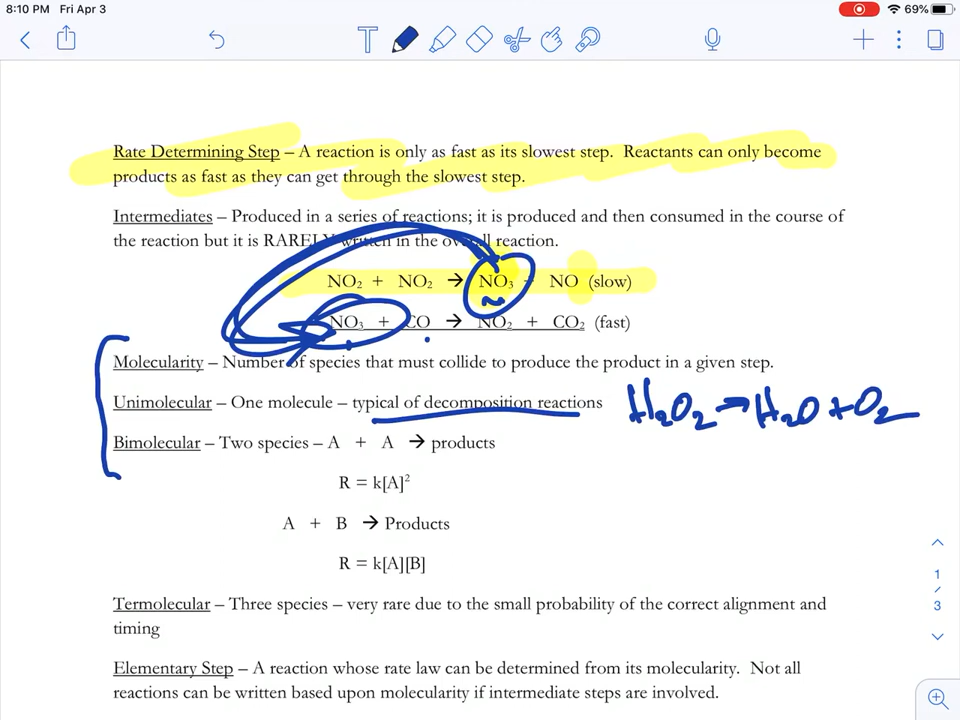 8:10 PM Fri Apr 3 69%
T
Rate Determining Step – A reaction is only as fast as its slowest step. Reactants can only become
products as fast as they can get through the slowest step.
Intermediates – Produced in a series of reactions; it is produced and then consumed in the course of
the reaction but it is RARELY written in the overall reaction.
NO₂ + NO₂ → NO₃ + NO (slow)
NO₃ + CO → NO₂ + CO₂ (fast)
Molecularity – Number of species that must collide to produce the product in a given step.
Unimolecular – One molecule – typical of decomposition reactions H₂O₂ → H₂O + O₂
Bimolecular – Two species – A + A → products
R = k[A]²
A + B → Products
R = k[A][B]
Termolecular – Three species – very rare due to the small probability of the correct alignment and
timing
Elementary Step – A reaction whose rate law can be determined from its molecularity. Not all
reactions can be written based upon molecularity if intermediate steps are involved.
1
/
3